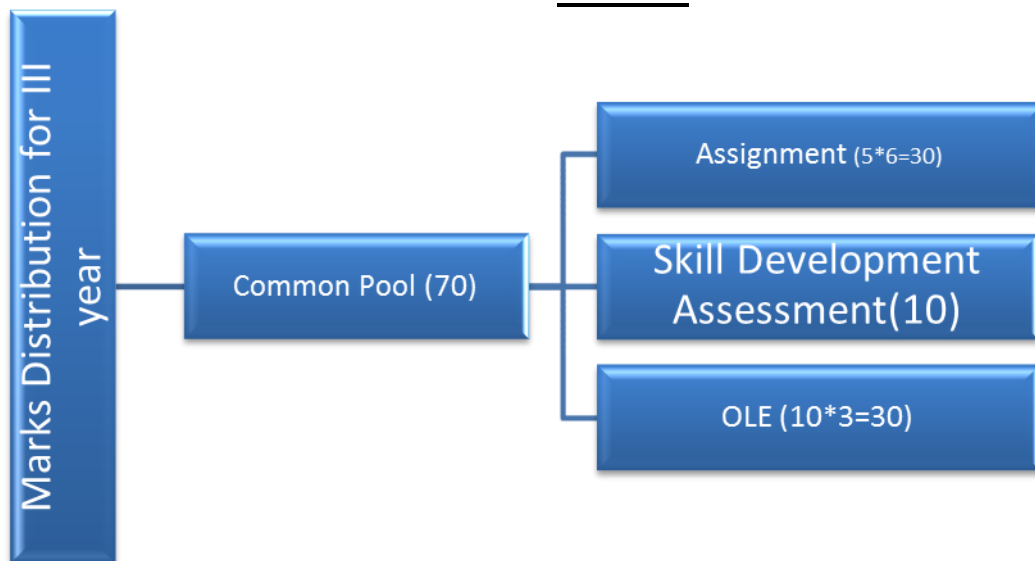 Marks Distribution for III
year
Common Pool (70)
Assignment (5*6=30)
Skill Development
Assessment(10)
OLE (10*3=30)